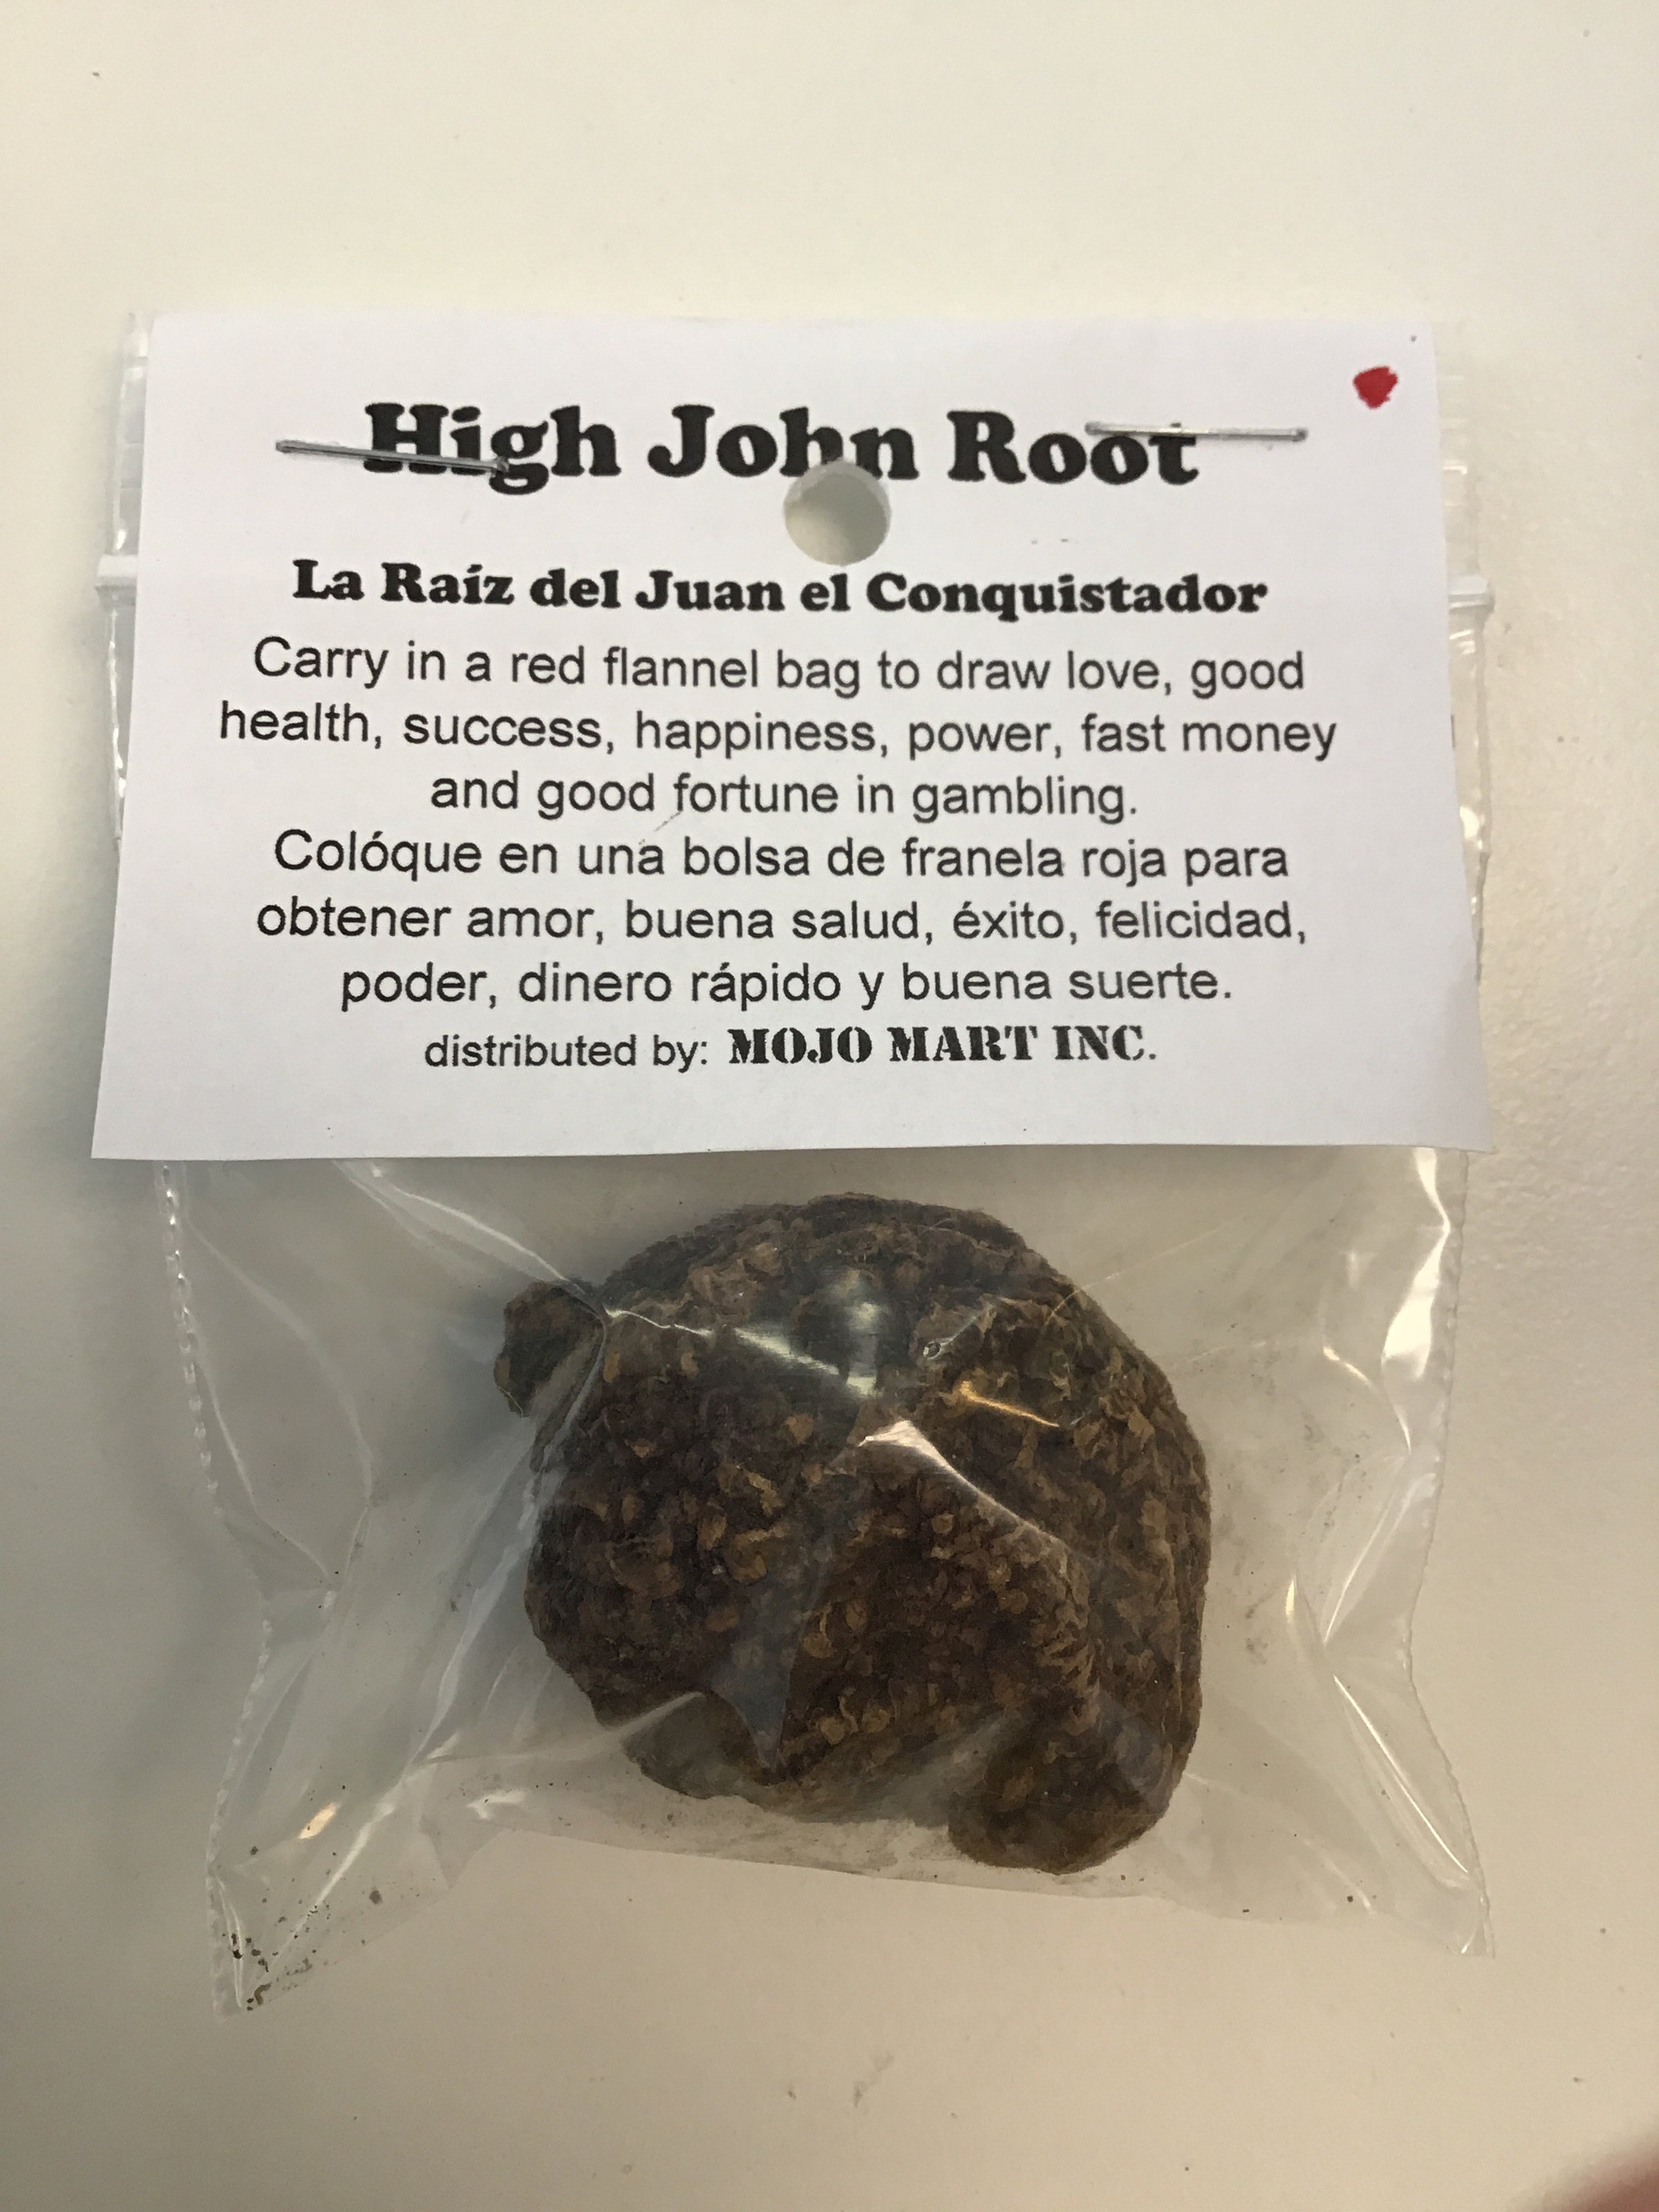 High John Root
La Raíz del Juan el Conquistador
Carry in a red flannel bag to draw love, good
health, success, happiness, power, fast money
and good fortune in gambling.
Colóque en una bolsa de franela roja para
obtener amor, buena salud, éxito, felicidad,
poder, dinero rápido y buena suerte.
distributed by: MOJO MART INC.